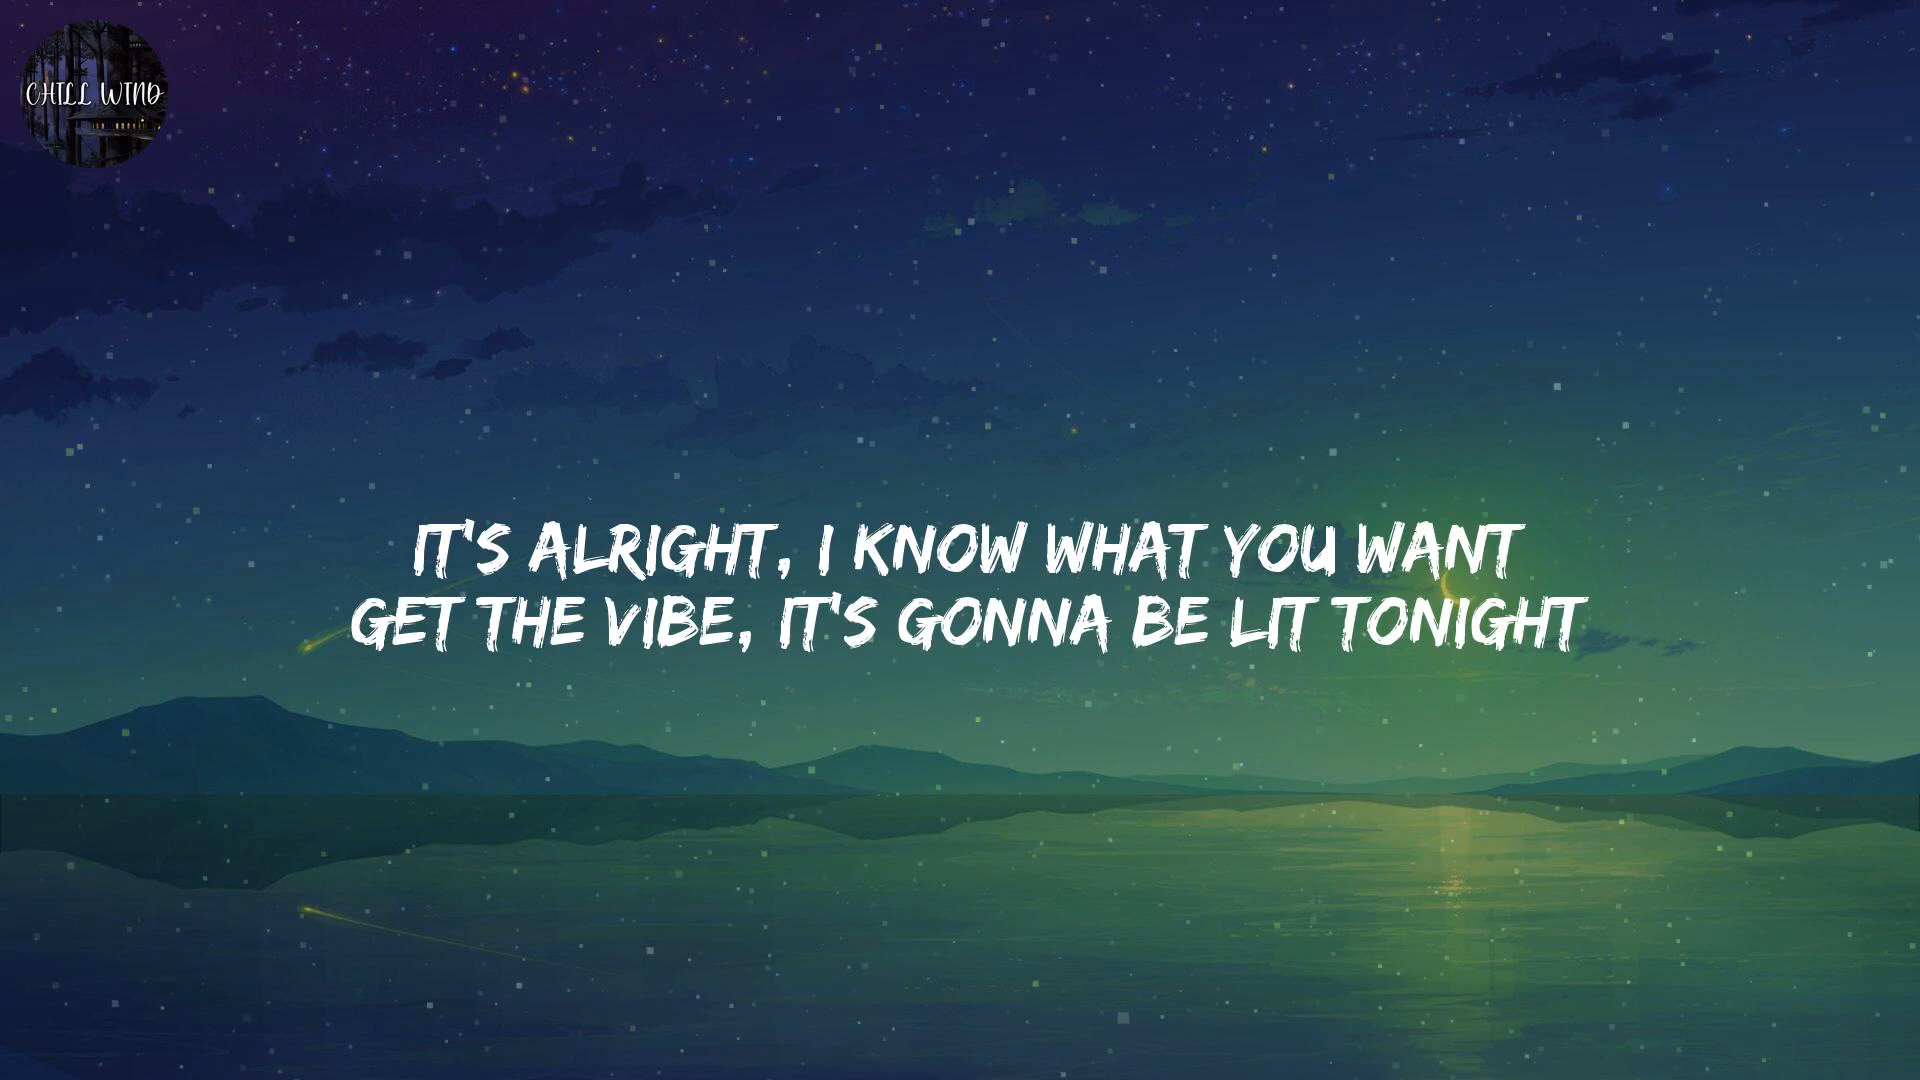 CHILL WIND
IT'S ALRIGHT, I KNOW WHAT YOU WANT
GET THE VIBE, IT'S GONNA BE LIT TONIGHT